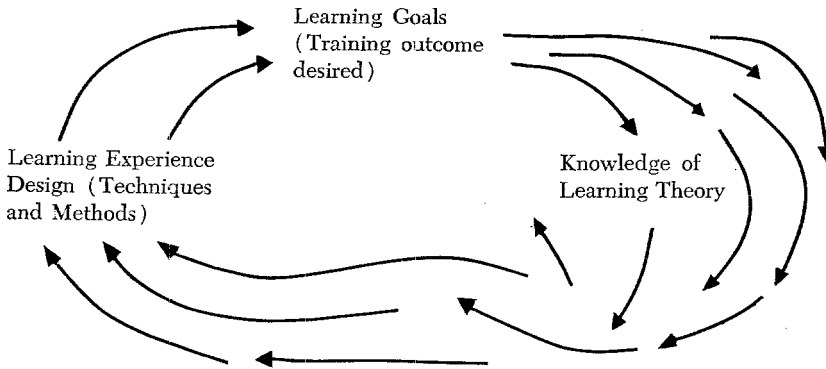 Learning Goals
(Training outcome
desired)
Learning Experience
Design (Techniques
and Methods)
Knowledge of
Learning Theory